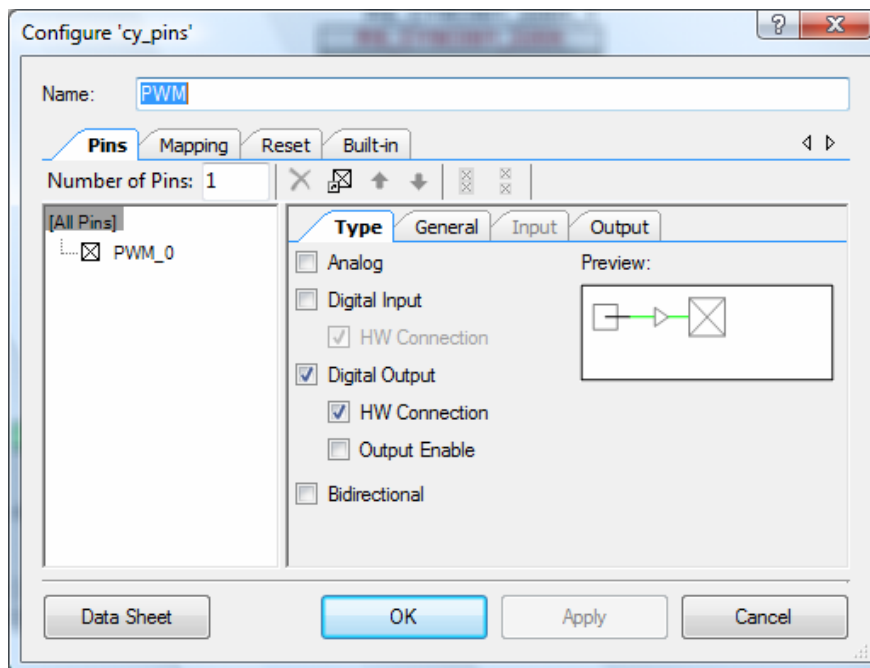 Configure 'cy_pins'
Name: PWM
Pins Mapping Reset Built-in
Number of Pins: 1
[All Pins]
PWM_0
Type General Input Output
Analog
Preview:
Digital Input
HW Connection
Digital Output
HW Connection
Output Enable
Bidirectional
Data Sheet OK Apply Cancel